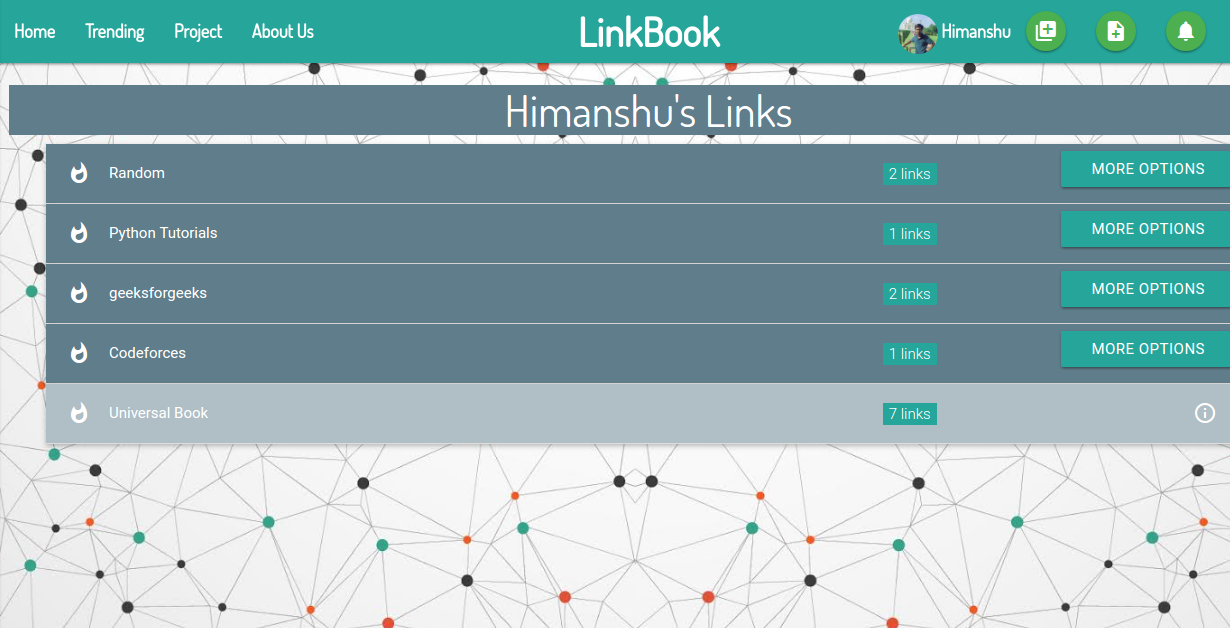 Home Trending Project About Us LinkBook Himanshu
Himanshu's Links
Random 2 links MORE OPTIONS
Python Tutorials 1 links MORE OPTIONS
geeksforgeeks 2 links MORE OPTIONS
Codeforces 1 links MORE OPTIONS
Universal Book 7 links